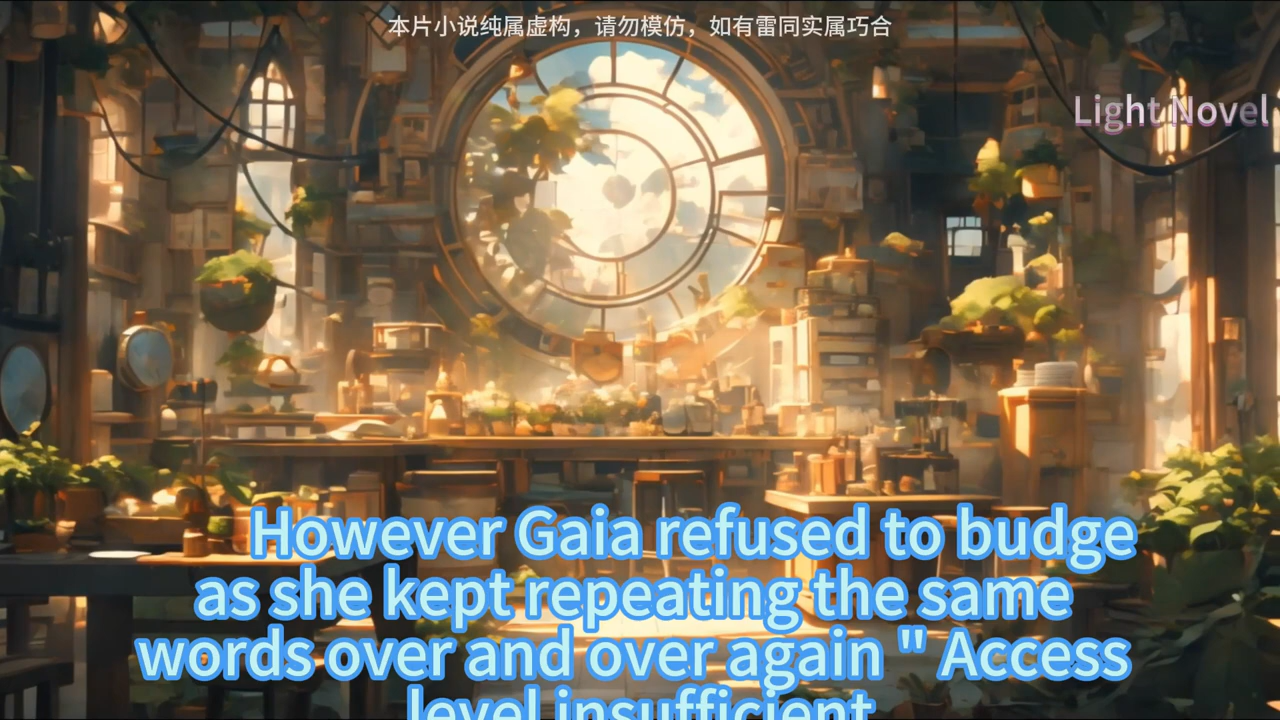 本片小说纯属虚构，请勿模仿，如有雷同实属巧合
Light Novel
However Gaia refused to budge
as she kept repeating the same
words over and over again " Access
level insufficient